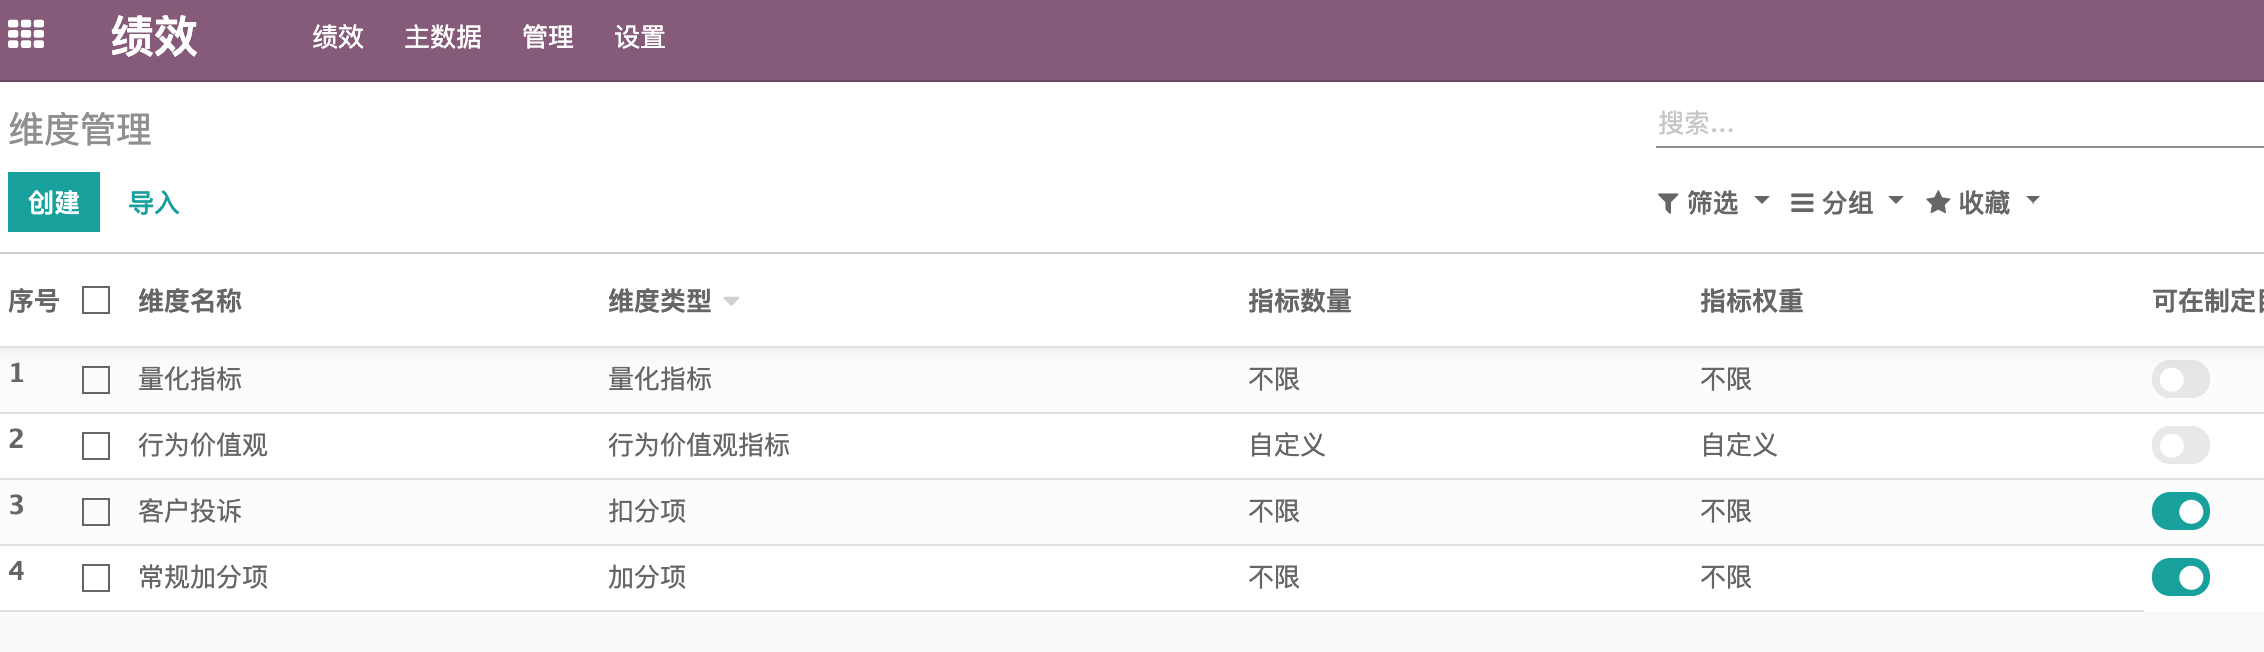 绩效 绩效 主数据 管理 设置
维度管理 搜索...
创建 导入 筛选 分组 收藏
序号 维度名称 维度类型 指标数量 指标权重 可在制定
1 量化指标 量化指标 不限 不限
2 行为价值观 行为价值观指标 自定义 自定义
3 客户投诉 扣分项 不限 不限
4 常规加分项 加分项 不限 不限